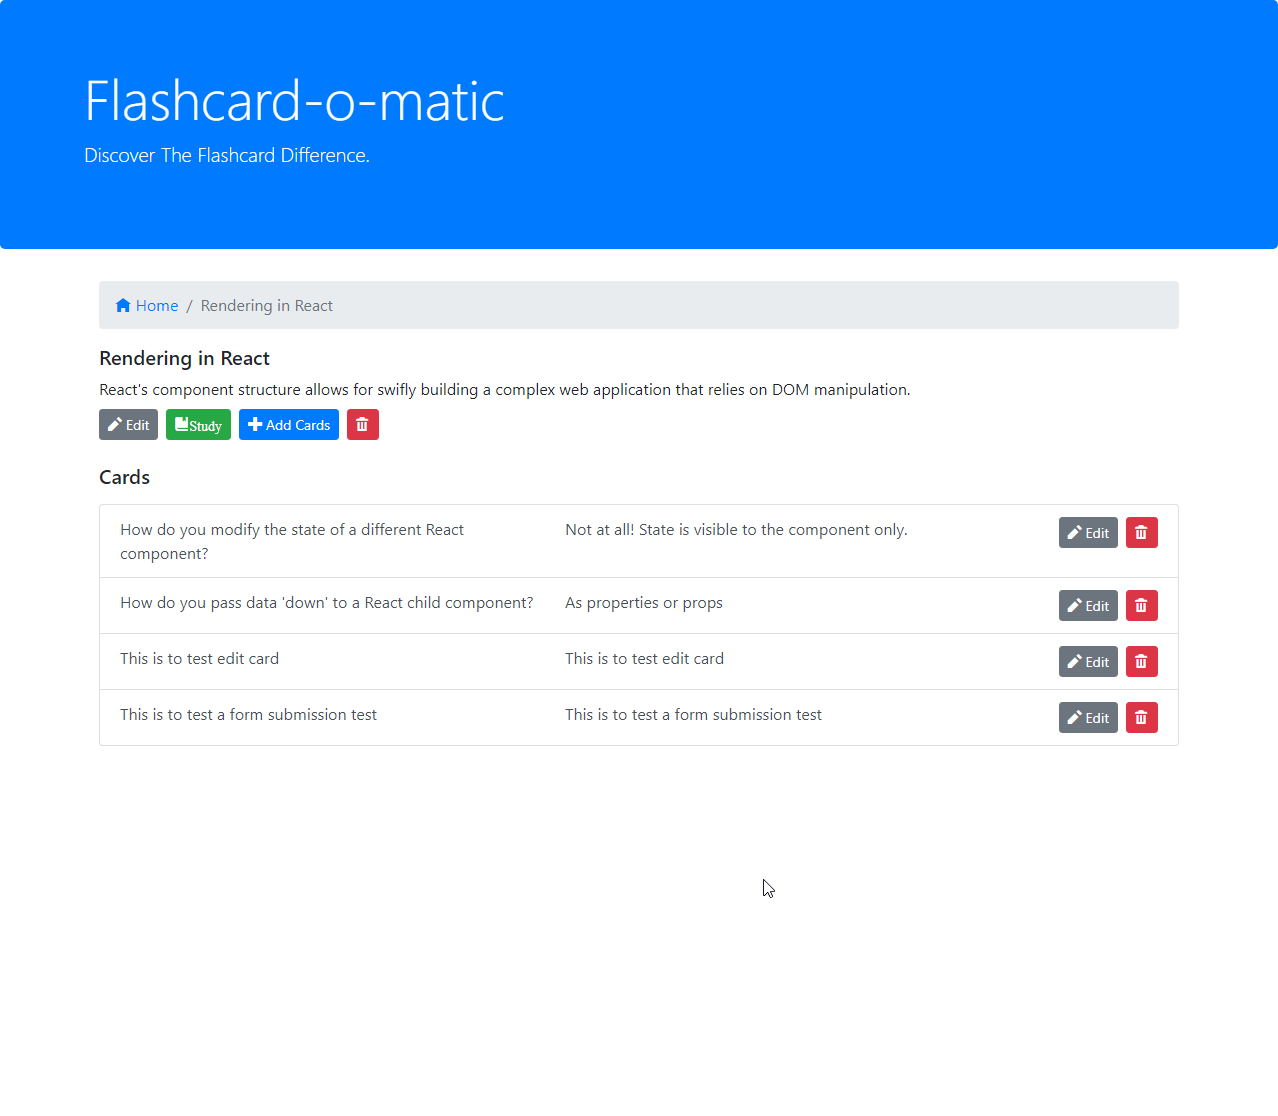 Flashcard-o-matic
Discover The Flashcard Difference.
Home / Rendering in React
Rendering in React
React's component structure allows for swifly building a complex web application that relies on DOM manipulation.
Edit Study Add Cards
Cards
How do you modify the state of a different React component? Not at all! State is visible to the component only. Edit
How do you pass data 'down' to a React child component? As properties or props Edit
This is to test edit card This is to test edit card Edit
This is to test a form submission test This is to test a form submission test Edit